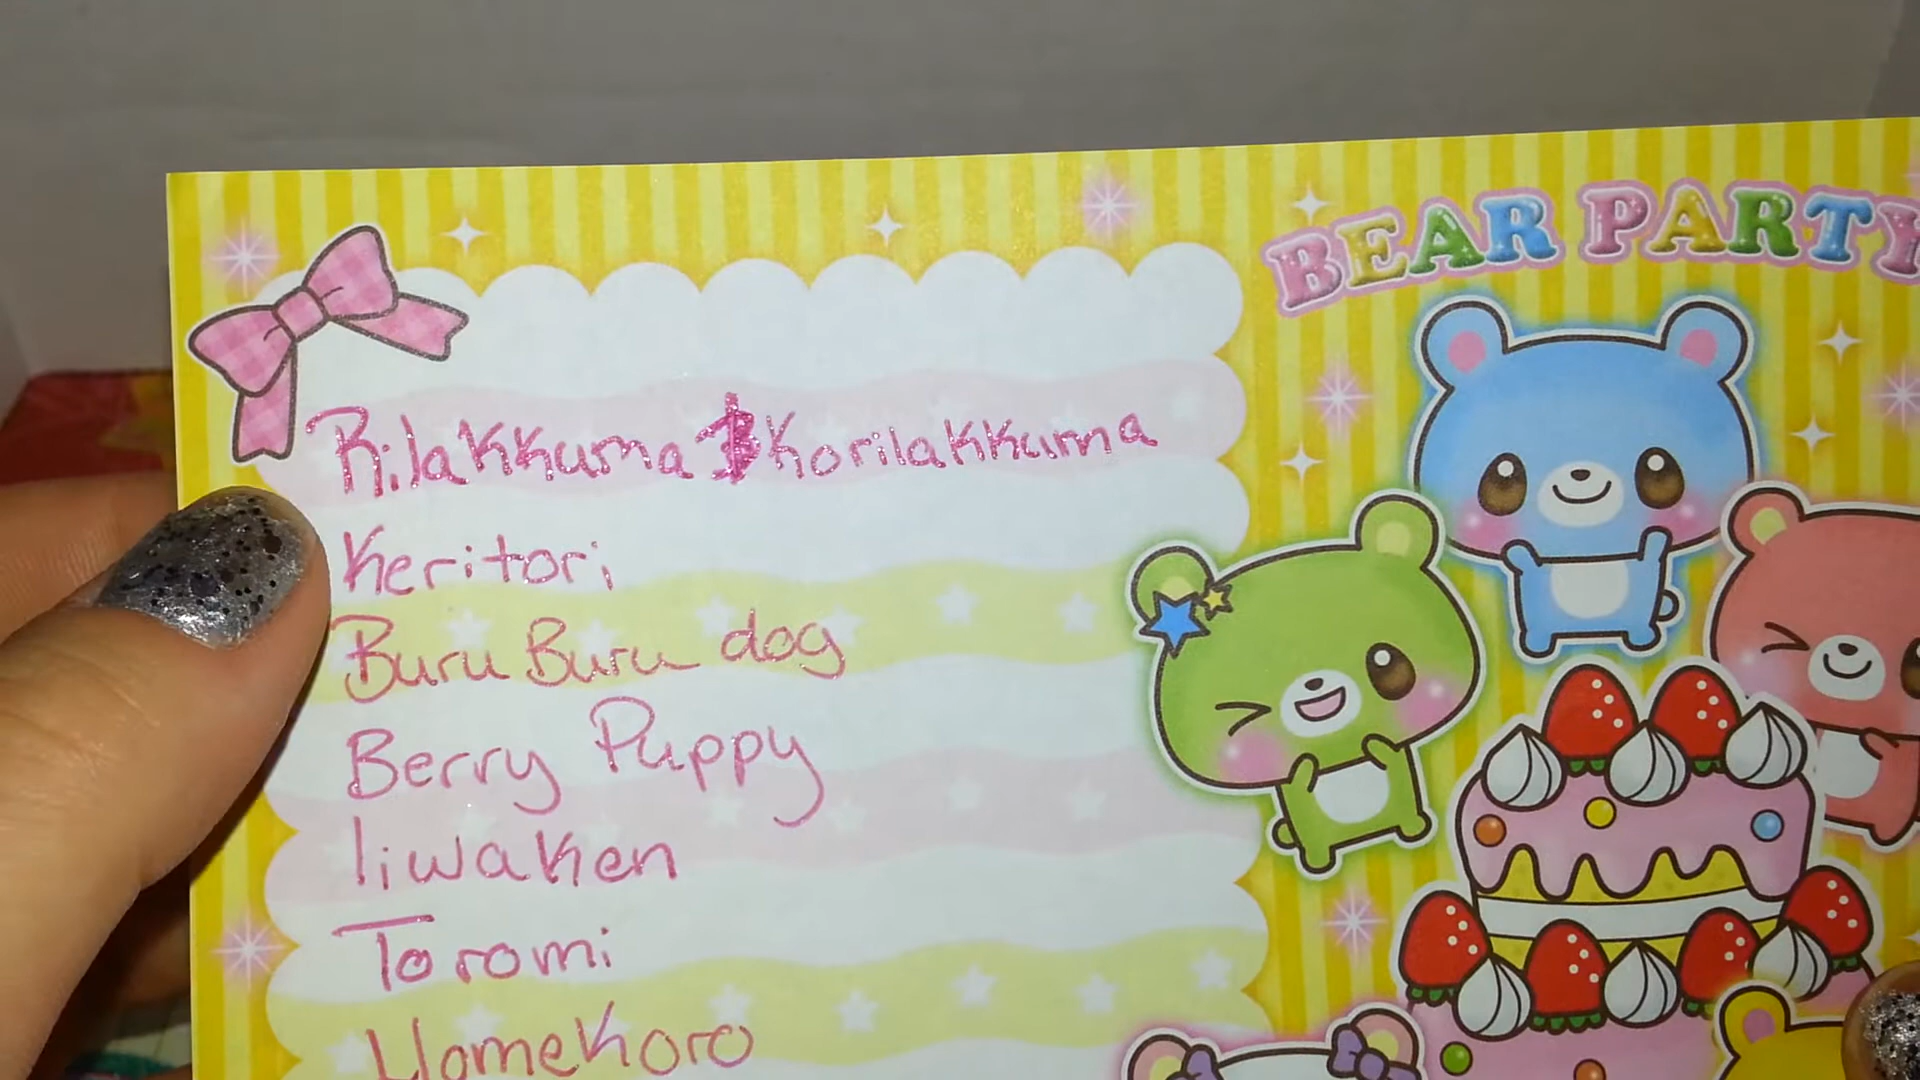 BEAR PARTY
Rilakkuma & Korilakkuma
Keritori
Buru Buru dog
Berry Puppy
Iiwaken
Toromi
Homekoro